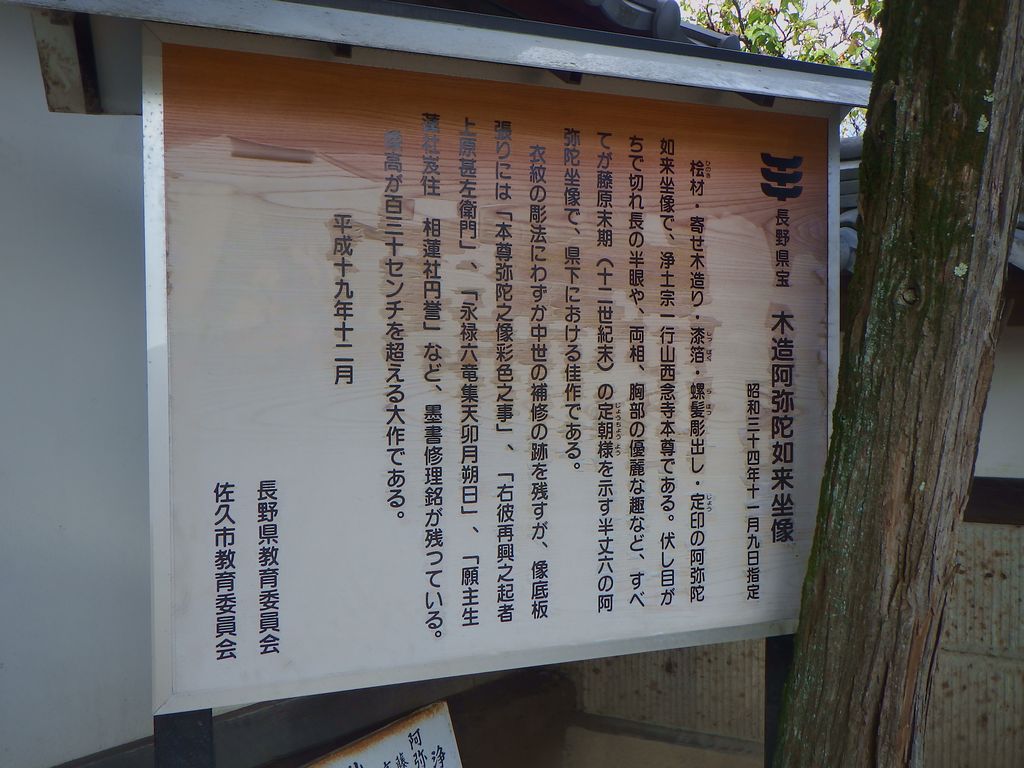 長野県宝 木造阿弥陀如来坐像
昭和三十四年十一月九日指定
桧材・寄せ木造り・漆箔・螺髪彫出し・定印の阿弥陀
如来坐像で、浄土宗一行山西念寺本尊である。伏し目が
ちで切れ長の半眼や、両相、胸部の優麗な趣など、すべ
てが藤原末期（十二世紀末）の定朝様を示す半丈六の阿
弥陀坐像で、県下における佳作である。
衣紋の彫法にわずか中世の補修の跡を残すが、像底板
張りには「本尊弥陀之像彩色之事」、「右彼再興之起者
上原甚左衛門」、「永禄六竜集天卯月朔日」、「願主生
蓮社友住 相蓮社円誉」など、墨書修理銘が残っている。
像高が百三十センチを超える大作である。
平成十九年十二月
長野県教育委員会
佐久市教育委員会
浄
阿弥
藤